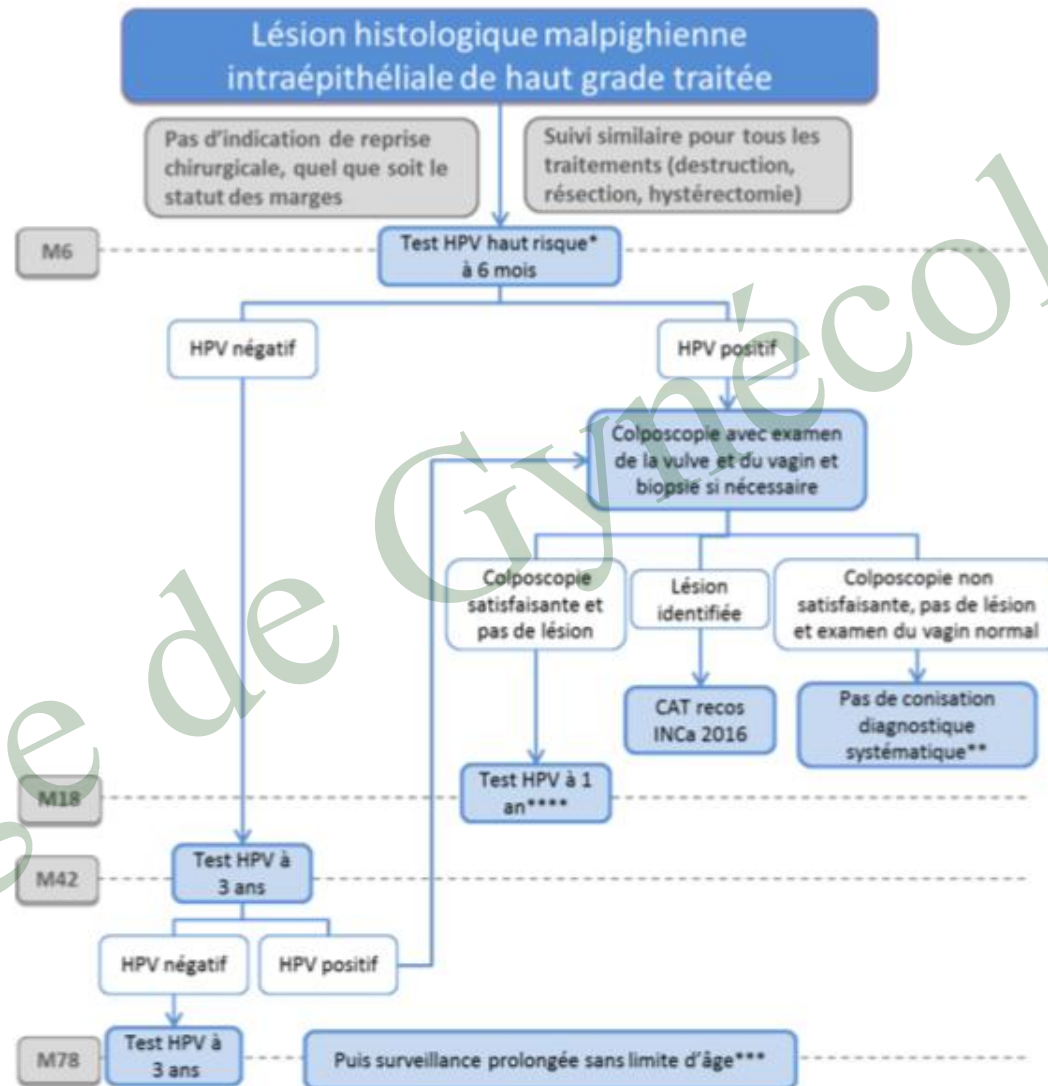 Lésion histologique malpighienne
intraépithéliale de haut grade traitée
Pas d'indication de reprise
chirurgicale, quel que soit le
statut des marges
Suivi similaire pour tous les
traitements (destruction,
résection, hystérectomie)
M6
Test HPV haut risque*
à 6 mois
HPV négatif
HPV positif
Colposcopie avec examen
de la vulve et du vagin et
biopsie si nécessaire
Colposcopie
satisfaisante et
pas de lésion
Lésion
identifiée
Colposcopie non
satisfaisante, pas de lésion
et examen du vagin normal
CAT recos
INCa 2016
Pas de conisation
diagnostique
systématique**
M18
Test HPV à 1
an****
M42
Test HPV à
3 ans
HPV négatif
HPV positif
M78
Test HPV à
3 ans
Puis surveillance prolongée sans limite d'âge***
de Gynécol